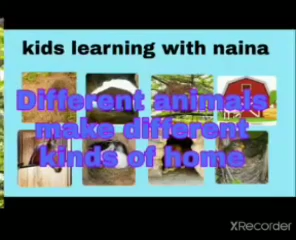 kids learning with naina
Different animals
make different
kinds of home
XRecorder